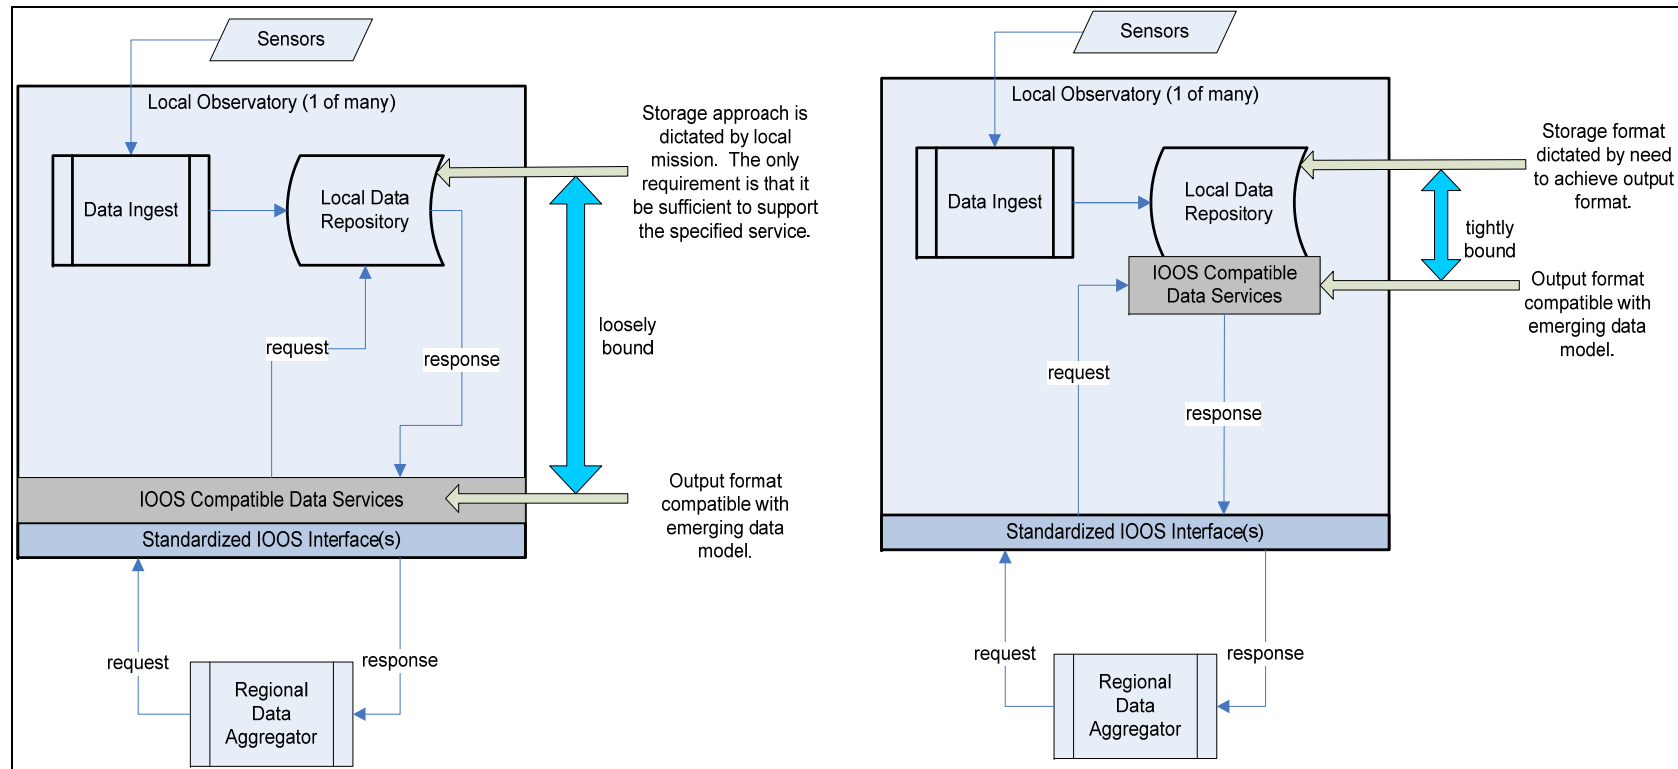 Sensors
Local Observatory (1 of many)
Data Ingest
Local Data
Repository
Storage approach is
dictated by local
mission.  The only
requirement is that it
be sufficient to support
the specified service.
loosely
bound
request
response
IOOS Compatible Data Services
Output format
compatible with
emerging data
model.
Standardized IOOS Interface(s)
request
response
Regional
Data
Aggregator
Sensors
Local Observatory (1 of many)
Data Ingest
Local Data
Repository
IOOS Compatible
Data Services
Storage format
dictated by need
to achieve output
format.
tightly
bound
Output format
compatible with
emerging data
model.
request
response
Standardized IOOS Interface(s)
request
response
Regional
Data
Aggregator